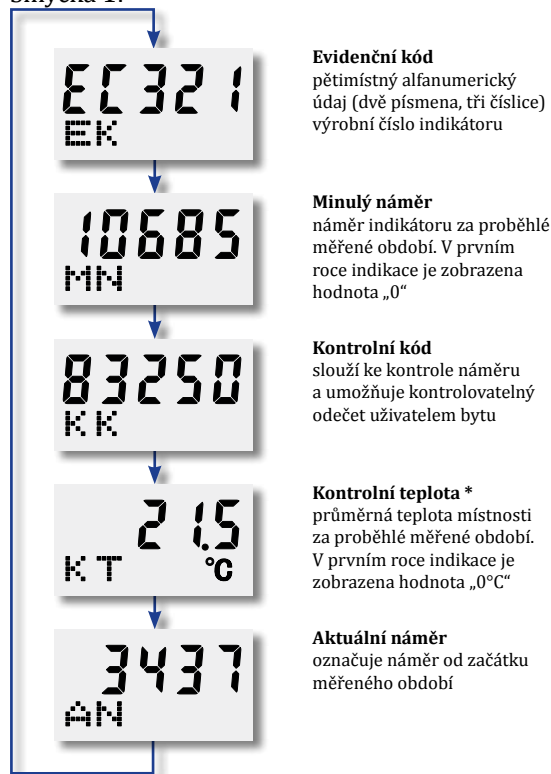 EC321
EK
Evidenční kód
pětimístný alfanumerický
údaj (dvě písmena, tři číslice)
výrobní číslo indikátoru
10685
MN
Minulý náměr
náměr indikátoru za proběhlé
měřené období. V prvním
roce indikace je zobrazena
hodnota „0“
83250
KK
Kontrolní kód
slouží ke kontrole náměru
a umožňuje kontrolovatelný
odečet uživatelem bytu
21.5
KT °C
Kontrolní teplota *
průměrná teplota místnosti
za proběhlé měřené období.
V prvním roce indikace je
zobrazena hodnota „0°C“
3437
AN
Aktuální náměr
označuje náměr od začátku
měřeného období